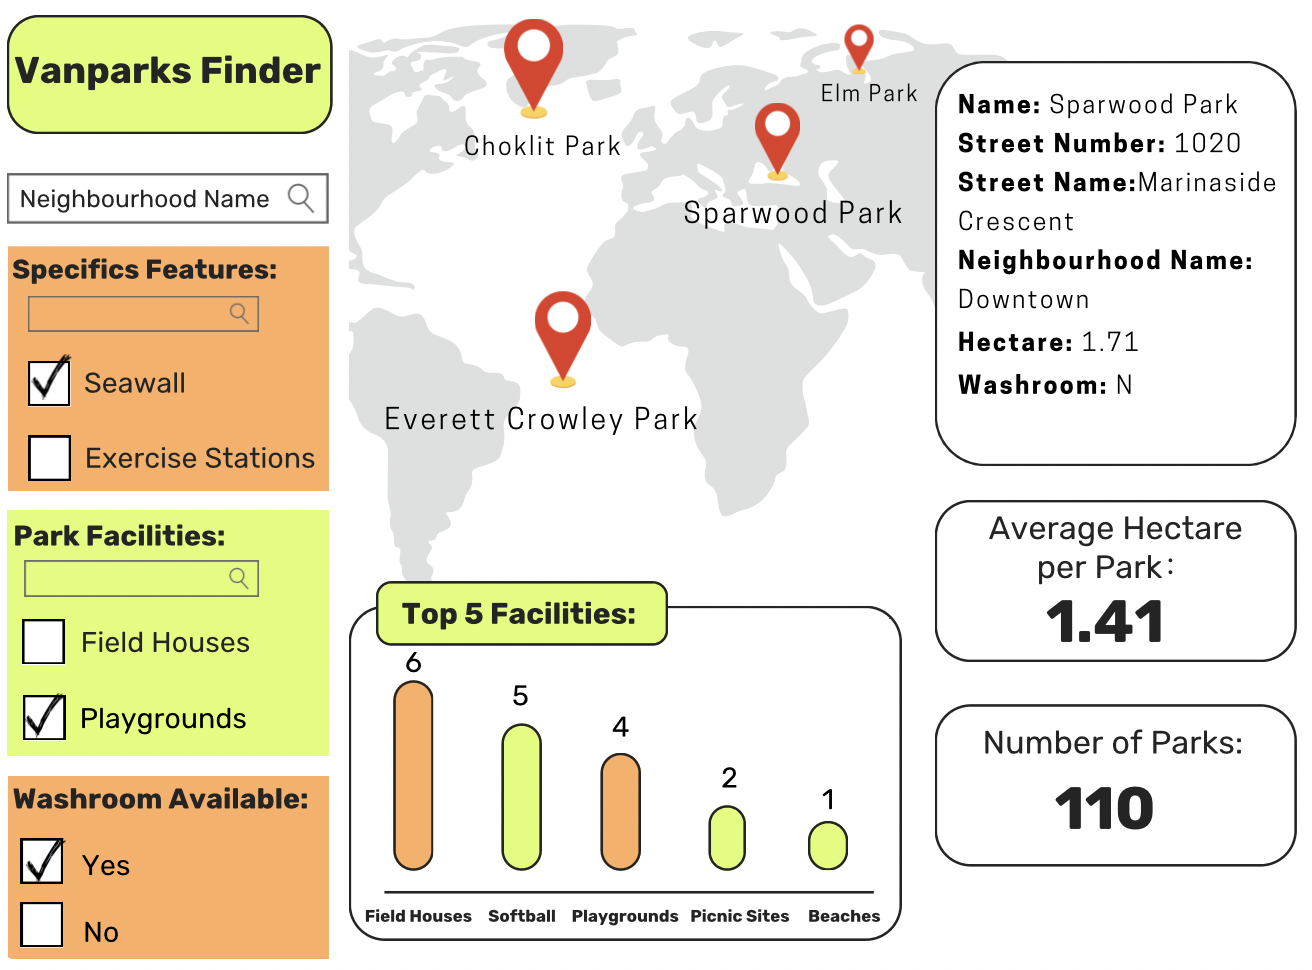 Vanparks Finder
Neighbourhood Name
Specifics Features:
Seawall
Exercise Stations
Park Facilities:
Field Houses
Playgrounds
Washroom Available:
Yes
No
Choklit Park
Elm Park
Sparwood Park
Everett Crowley Park
Top 5 Facilities:
6
5
4
2
1
Field Houses
Softball
Playgrounds
Picnic Sites
Beaches
Name: Sparwood Park
Street Number: 1020
Street Name:Marinaside
Crescent
Neighbourhood Name:
Downtown
Hectare: 1.71
Washroom: N
Average Hectare
per Park:
1.41
Number of Parks:
110